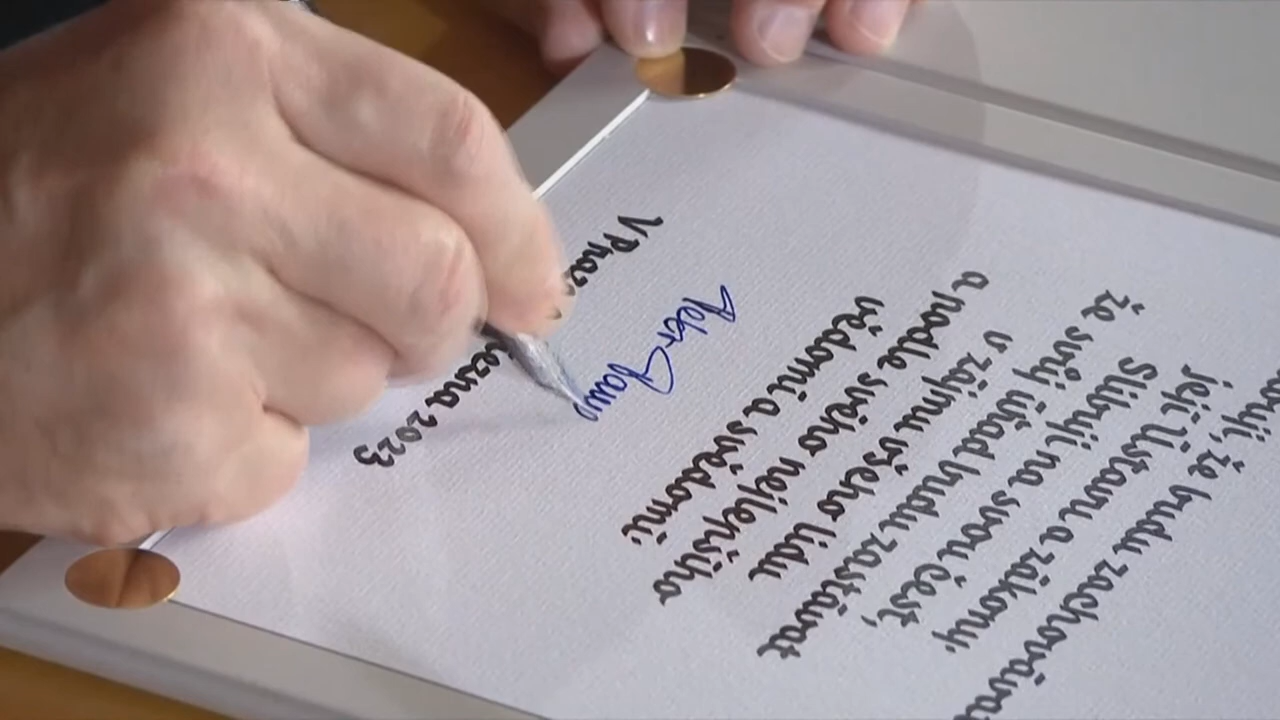 že budu
její Ústavu a zákony.
Slibuji na svou čest,
že svůj úřad budu zastávat
v zájmu všeho lidu
a podle svého nejlepšího
vědomí a svědomí.
Petr
V 2023